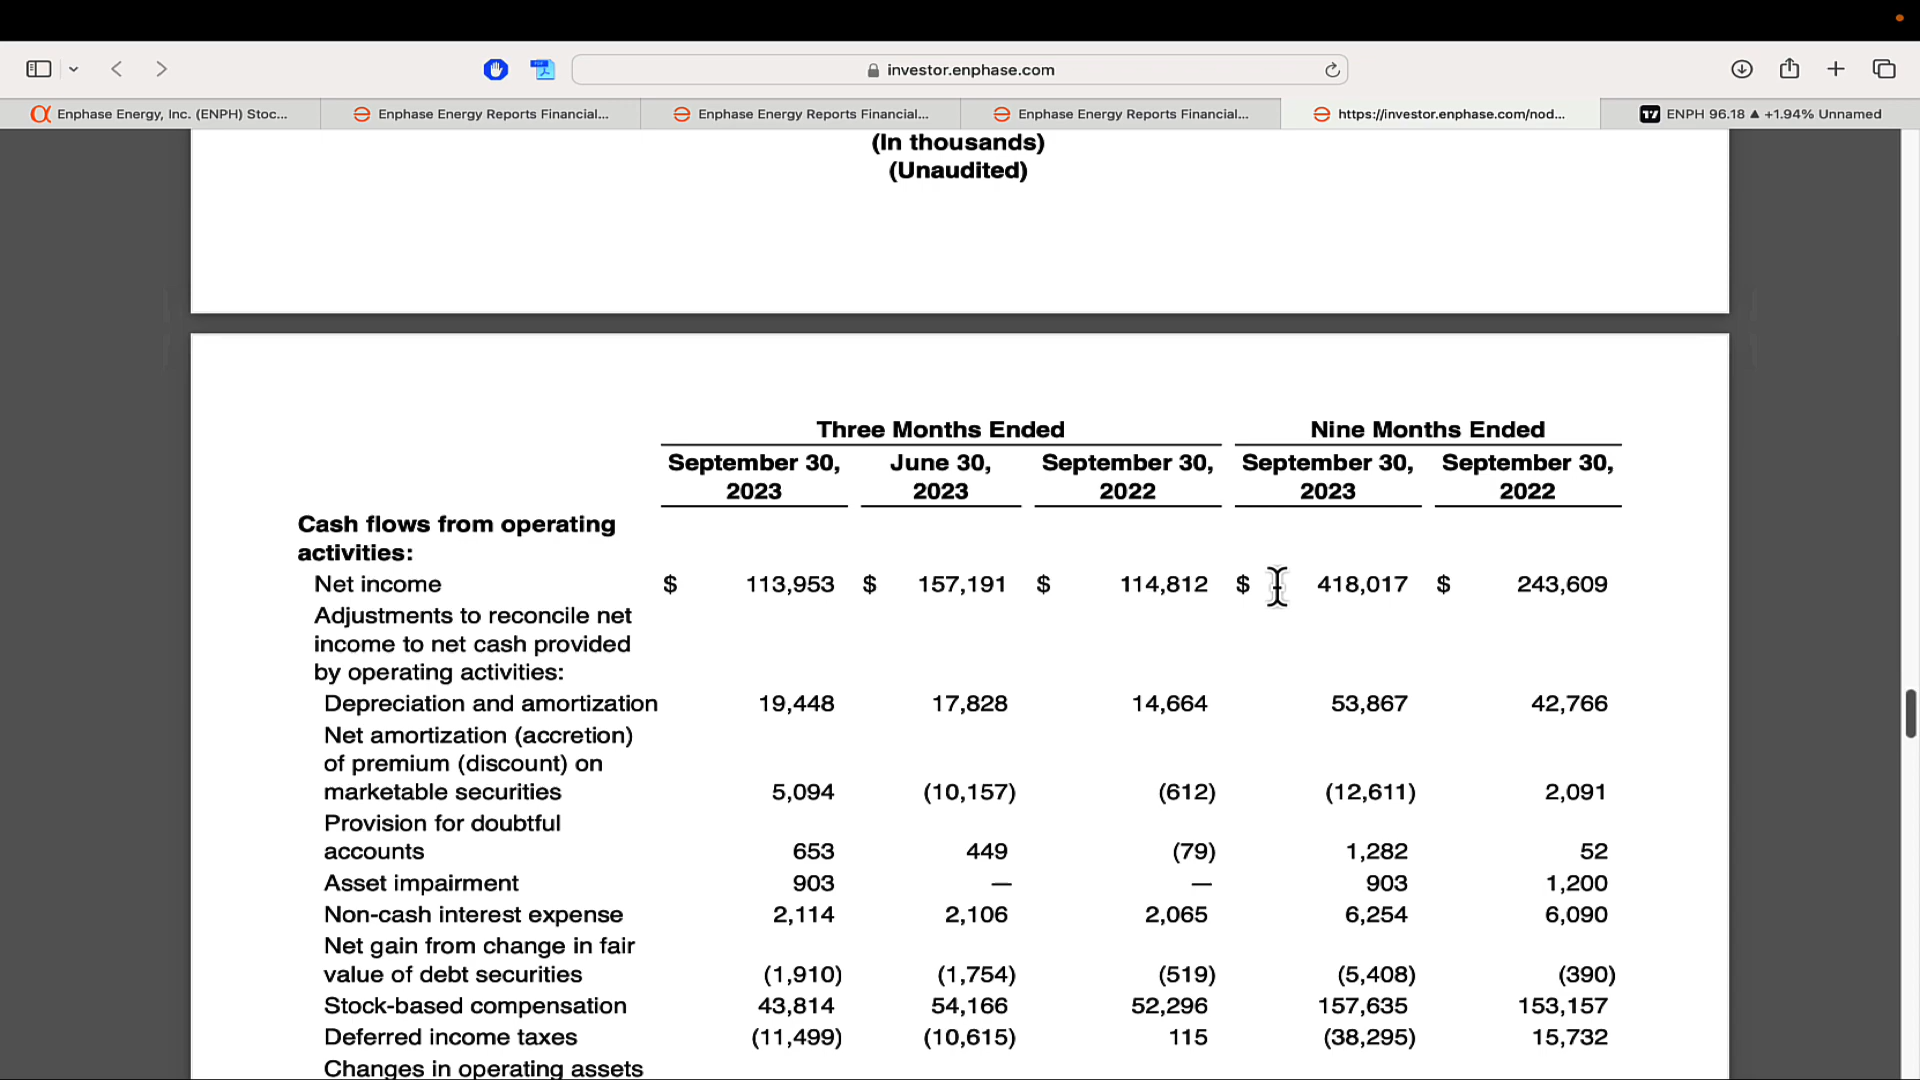 investor.enphase.com
Enphase Energy, Inc. (ENPH) Stoc...
Enphase Energy Reports Financial...
Enphase Energy Reports Financial...
Enphase Energy Reports Financial...
https://investor.enphase.com/nod...
ENPH 96.18 ▲ +1.94% Unnamed
(In thousands)
(Unaudited)
Three Months Ended Nine Months Ended
September 30, June 30, September 30, September 30, September 30,
2023 2023 2022 2023 2022
Cash flows from operating
activities:
Net income $ 113,953 $ 157,191 $ 114,812 $ 418,017 $ 243,609
Adjustments to reconcile net
income to net cash provided
by operating activities:
Depreciation and amortization 19,448 17,828 14,664 53,867 42,766
Net amortization (accretion)
of premium (discount) on
marketable securities 5,094 (10,157) (612) (12,611) 2,091
Provision for doubtful
accounts 653 449 (79) 1,282 52
Asset impairment 903 — — 903 1,200
Non-cash interest expense 2,114 2,106 2,065 6,254 6,090
Net gain from change in fair
value of debt securities (1,910) (1,754) (519) (5,408) (390)
Stock-based compensation 43,814 54,166 52,296 157,635 153,157
Deferred income taxes (11,499) (10,615) 115 (38,295) 15,732
Changes in operating assets